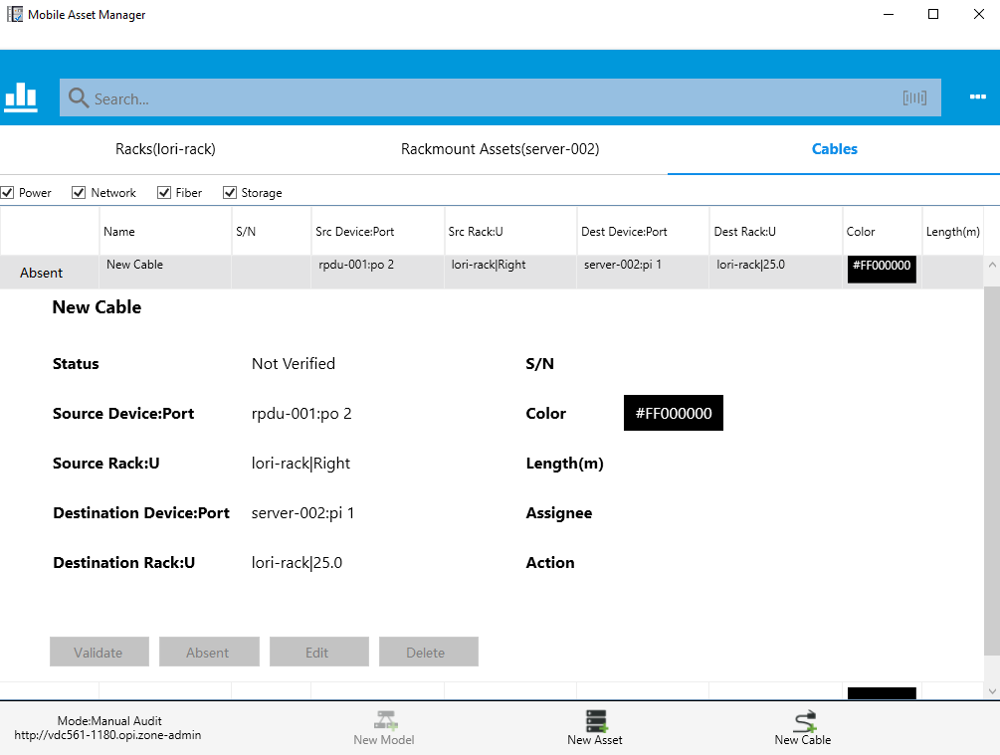 Mobile Asset Manager
Search...
Racks(lori-rack) Rackmount Assets(server-002) Cables
Power Network Fiber Storage
Name S/N Src Device:Port Src Rack:U Dest Device:Port Dest Rack:U Color Length(m)
Absent New Cable rpdu-001:po 2 lori-rack|Right server-002:pi 1 lori-rack|25.0 #FF000000
New Cable
Status Not Verified S/N
Source Device:Port rpdu-001:po 2 Color #FF000000
Source Rack:U lori-rack|Right Length(m)
Destination Device:Port server-002:pi 1 Assignee
Destination Rack:U lori-rack|25.0 Action
Validate Absent Edit Delete
Mode:Manual Audit
http://vdc561-1180.opi.zone-admin
New Model New Asset New Cable